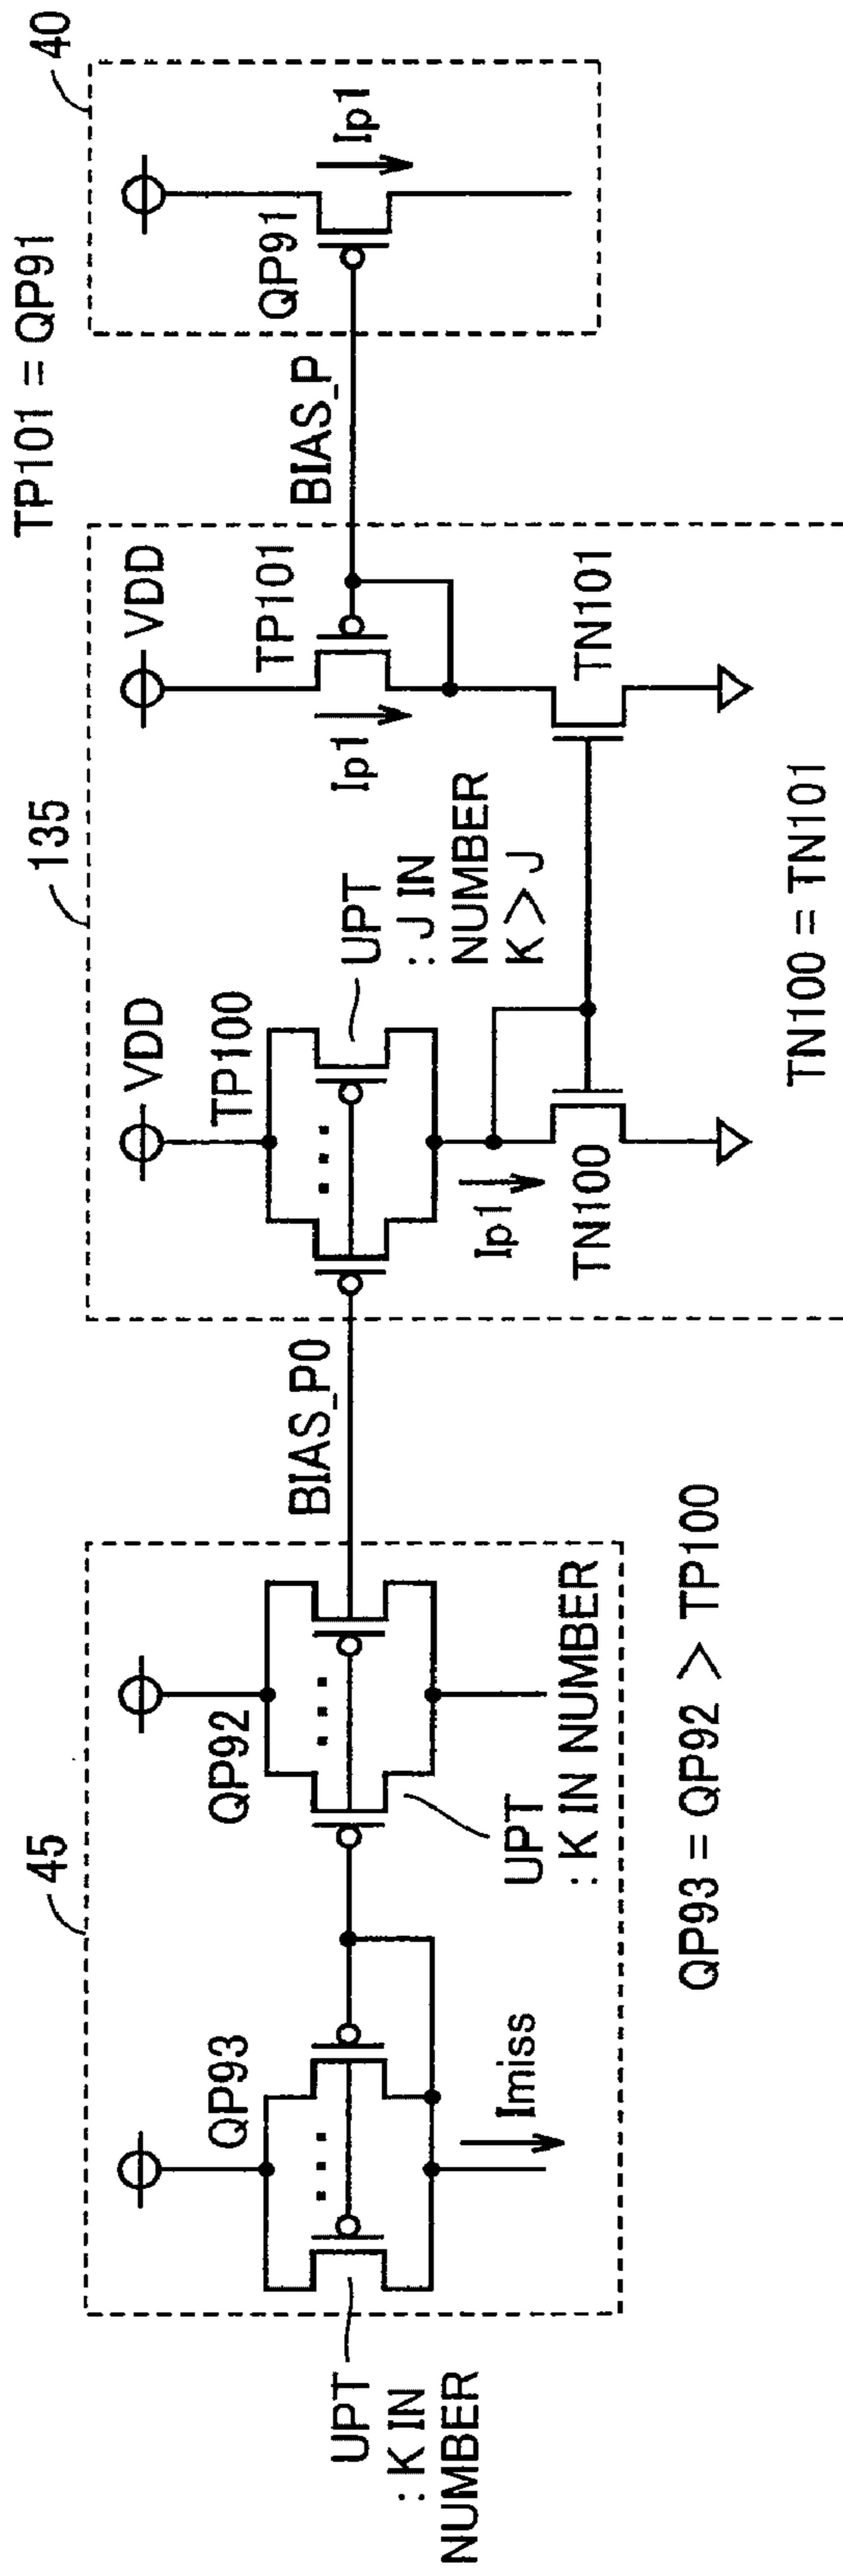 TP101 = QP91
45
135
40
QP93
QP92
VDD
TP100
VDD
TP101
QP91
Ip1
Ip1
BIAS_P0
BIAS_P
UPT
: K IN
NUMBER
Imiss
UPT
: K IN NUMBER
UPT
: J IN
NUMBER
K > J
Ip1
TN100
TN101
QP93 = QP92 > TP100
TN100 = TN101